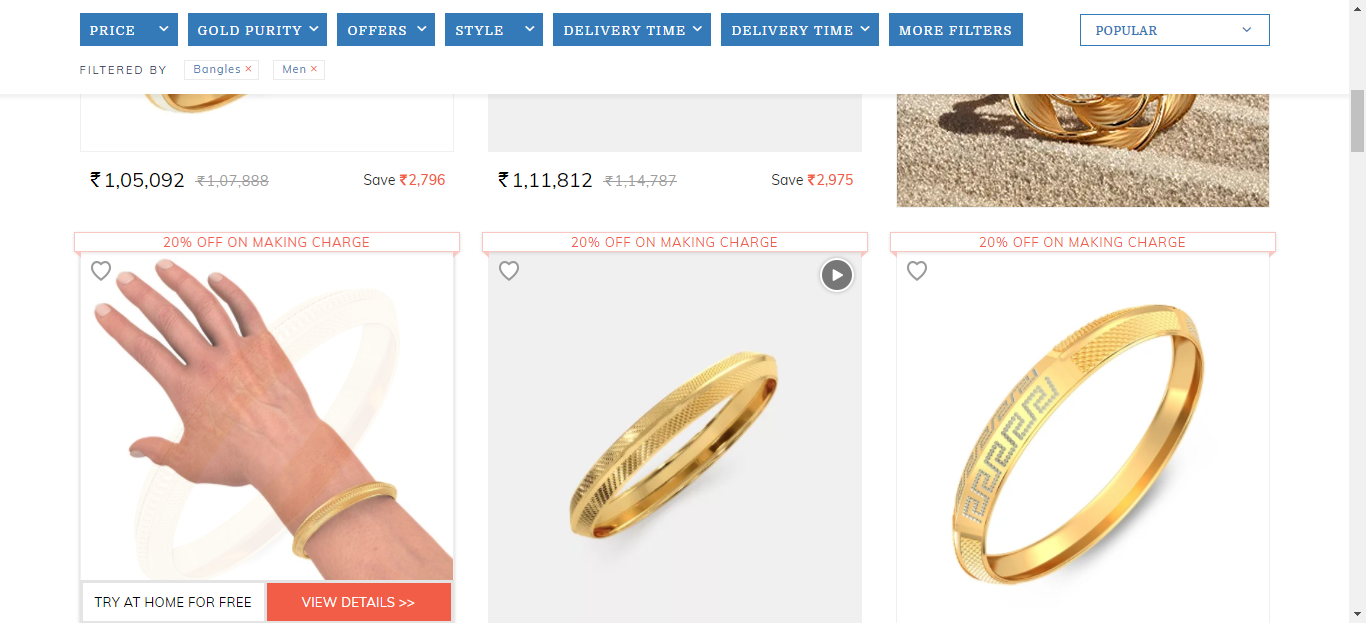 PRICE GOLD PURITY OFFERS STYLE DELIVERY TIME DELIVERY TIME MORE FILTERS POPULAR
FILTERED BY Bangles × Men ×
₹1,05,092 ₹1,07,888 Save ₹2,796 ₹1,11,812 ₹1,14,787 Save ₹2,975
20% OFF ON MAKING CHARGE 20% OFF ON MAKING CHARGE 20% OFF ON MAKING CHARGE
TRY AT HOME FOR FREE VIEW DETAILS >>